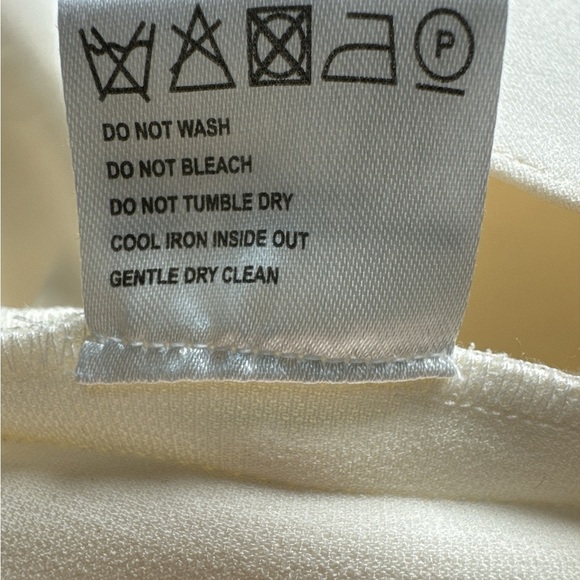 P
DO NOT WASH
DO NOT BLEACH
DO NOT TUMBLE DRY
COOL IRON INSIDE OUT
GENTLE DRY CLEAN